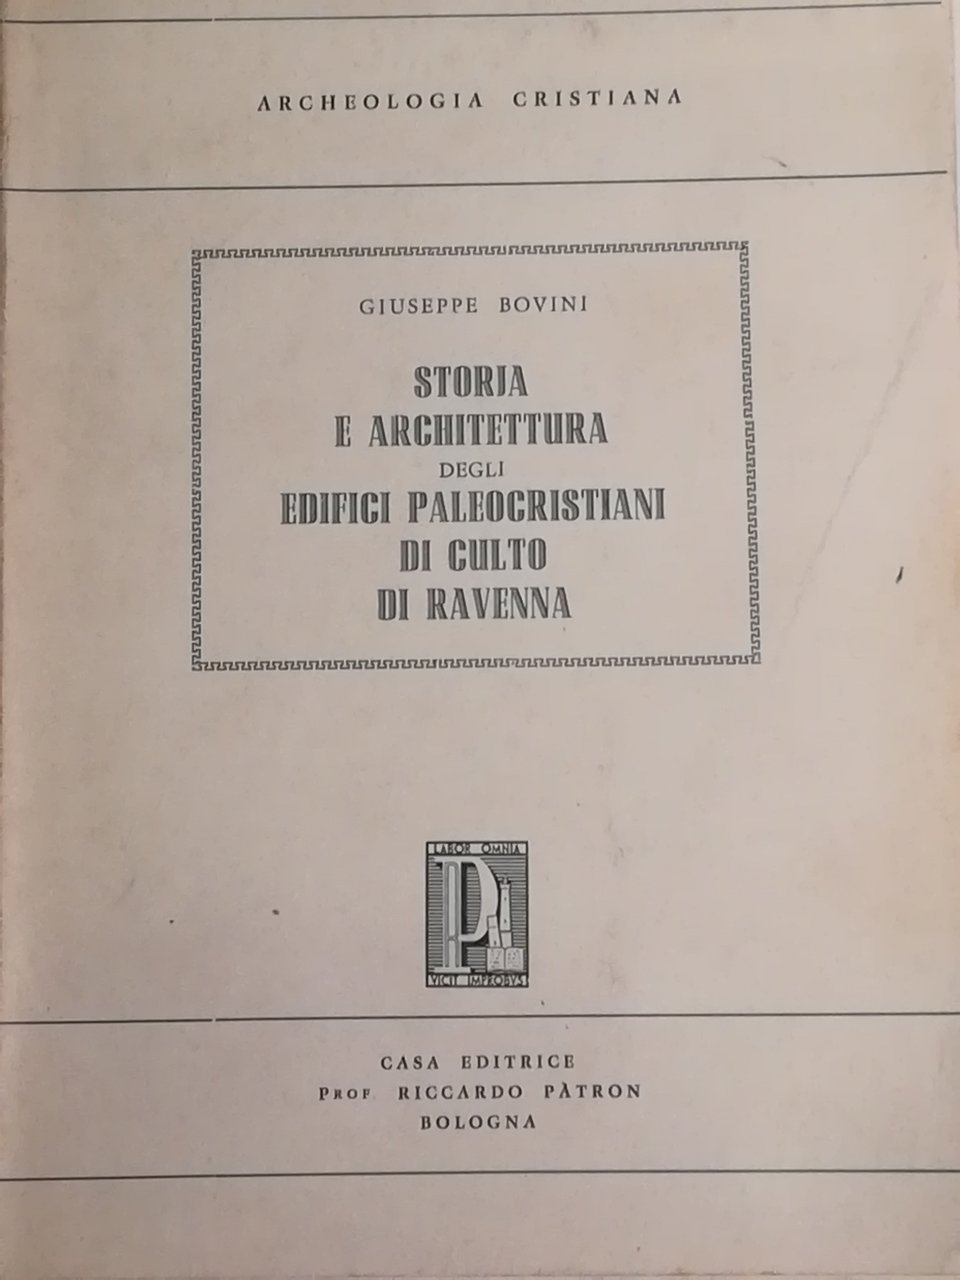 ARCHEOLOGIA CRISTIANA
GIUSEPPE BOVINI
STORIA
E ARCHITETTURA
DEGLI
EDIFICI PALEOCRISTIANI
DI CULTO
DI RAVENNA
LABOR OMNIA
P
VICIT IMPROBVS
CASA EDITRICE
PROF. RICCARDO PÀTRON
BOLOGNA